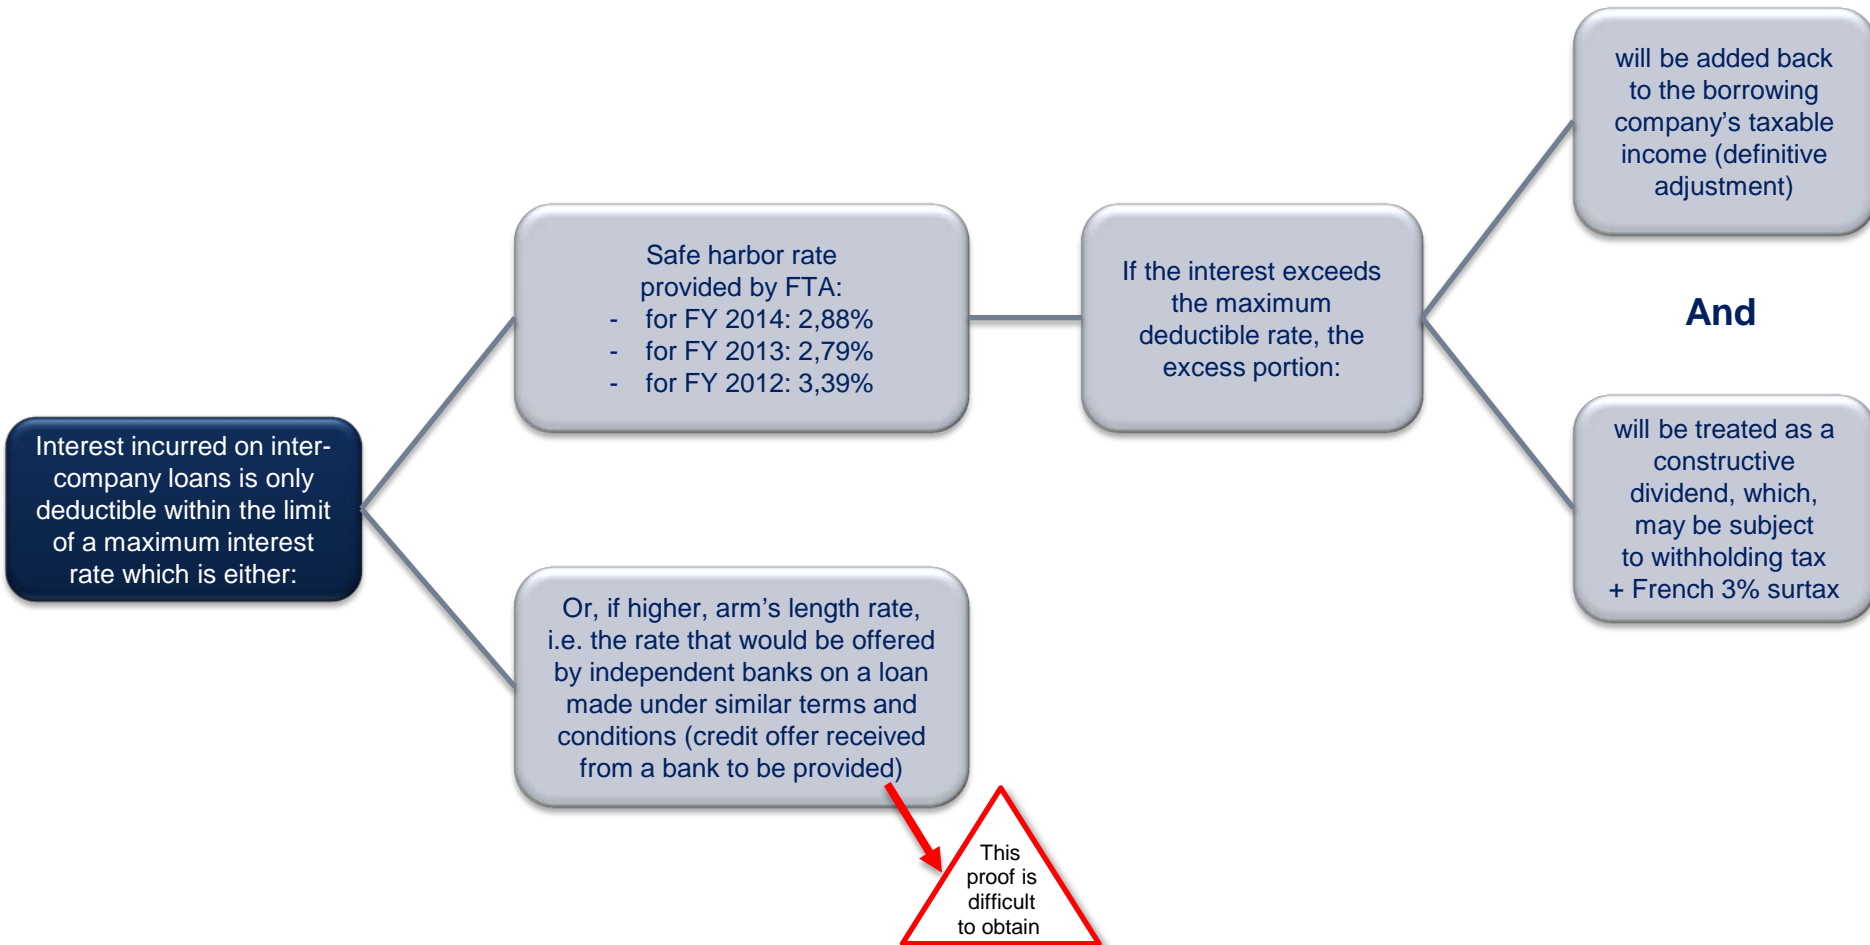 Interest incurred on inter-
company loans is only
deductible within the limit
of a maximum interest
rate which is either:
Safe harbor rate
provided by FTA:
- for FY 2014: 2,88%
- for FY 2013: 2,79%
- for FY 2012: 3,39%
Or, if higher, arm’s length rate,
i.e. the rate that would be offered
by independent banks on a loan
made under similar terms and
conditions (credit offer received
from a bank to be provided)
This
proof is
difficult
to obtain
If the interest exceeds
the maximum
deductible rate, the
excess portion:
will be added back
to the borrowing
company’s taxable
income (definitive
adjustment)
And
will be treated as a
constructive
dividend, which,
may be subject
to withholding tax
+ French 3% surtax